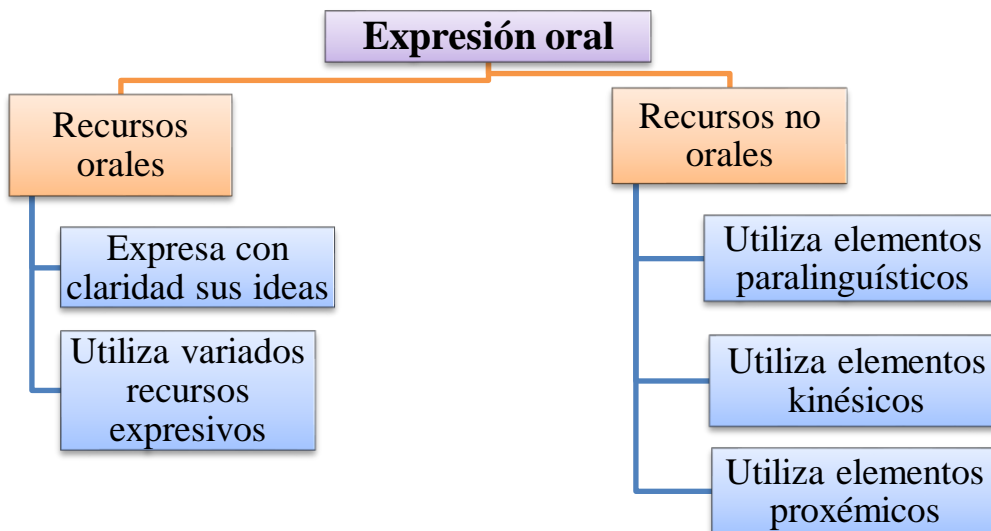 Expresión oral
Recursos
orales
Expresa con
claridad sus ideas
Utiliza variados
recursos
expresivos
Recursos no
orales
Utiliza elementos
paralinguísticos
Utiliza elementos
kinésicos
Utiliza elementos
proxémicos